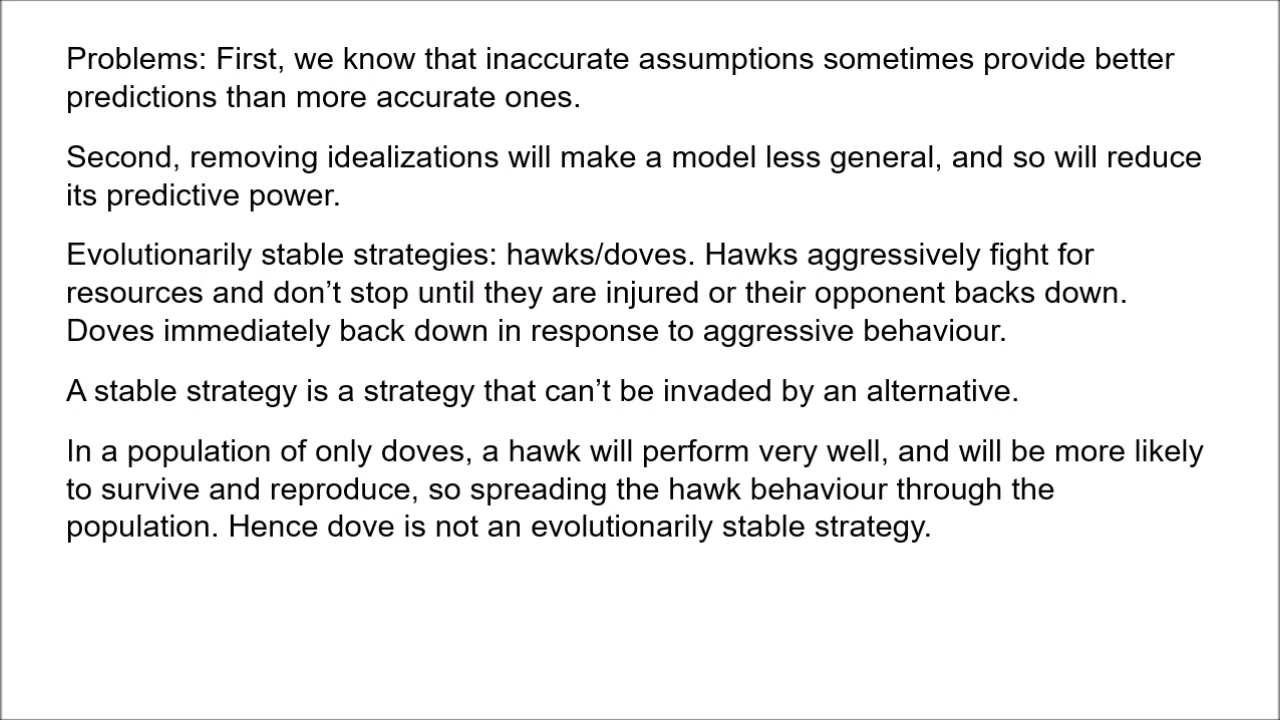 Problems: First, we know that inaccurate assumptions sometimes provide better
predictions than more accurate ones.
Second, removing idealizations will make a model less general, and so will reduce
its predictive power.
Evolutionarily stable strategies: hawks/doves. Hawks aggressively fight for
resources and don’t stop until they are injured or their opponent backs down.
Doves immediately back down in response to aggressive behaviour.
A stable strategy is a strategy that can’t be invaded by an alternative.
In a population of only doves, a hawk will perform very well, and will be more likely
to survive and reproduce, so spreading the hawk behaviour through the
population. Hence dove is not an evolutionarily stable strategy.